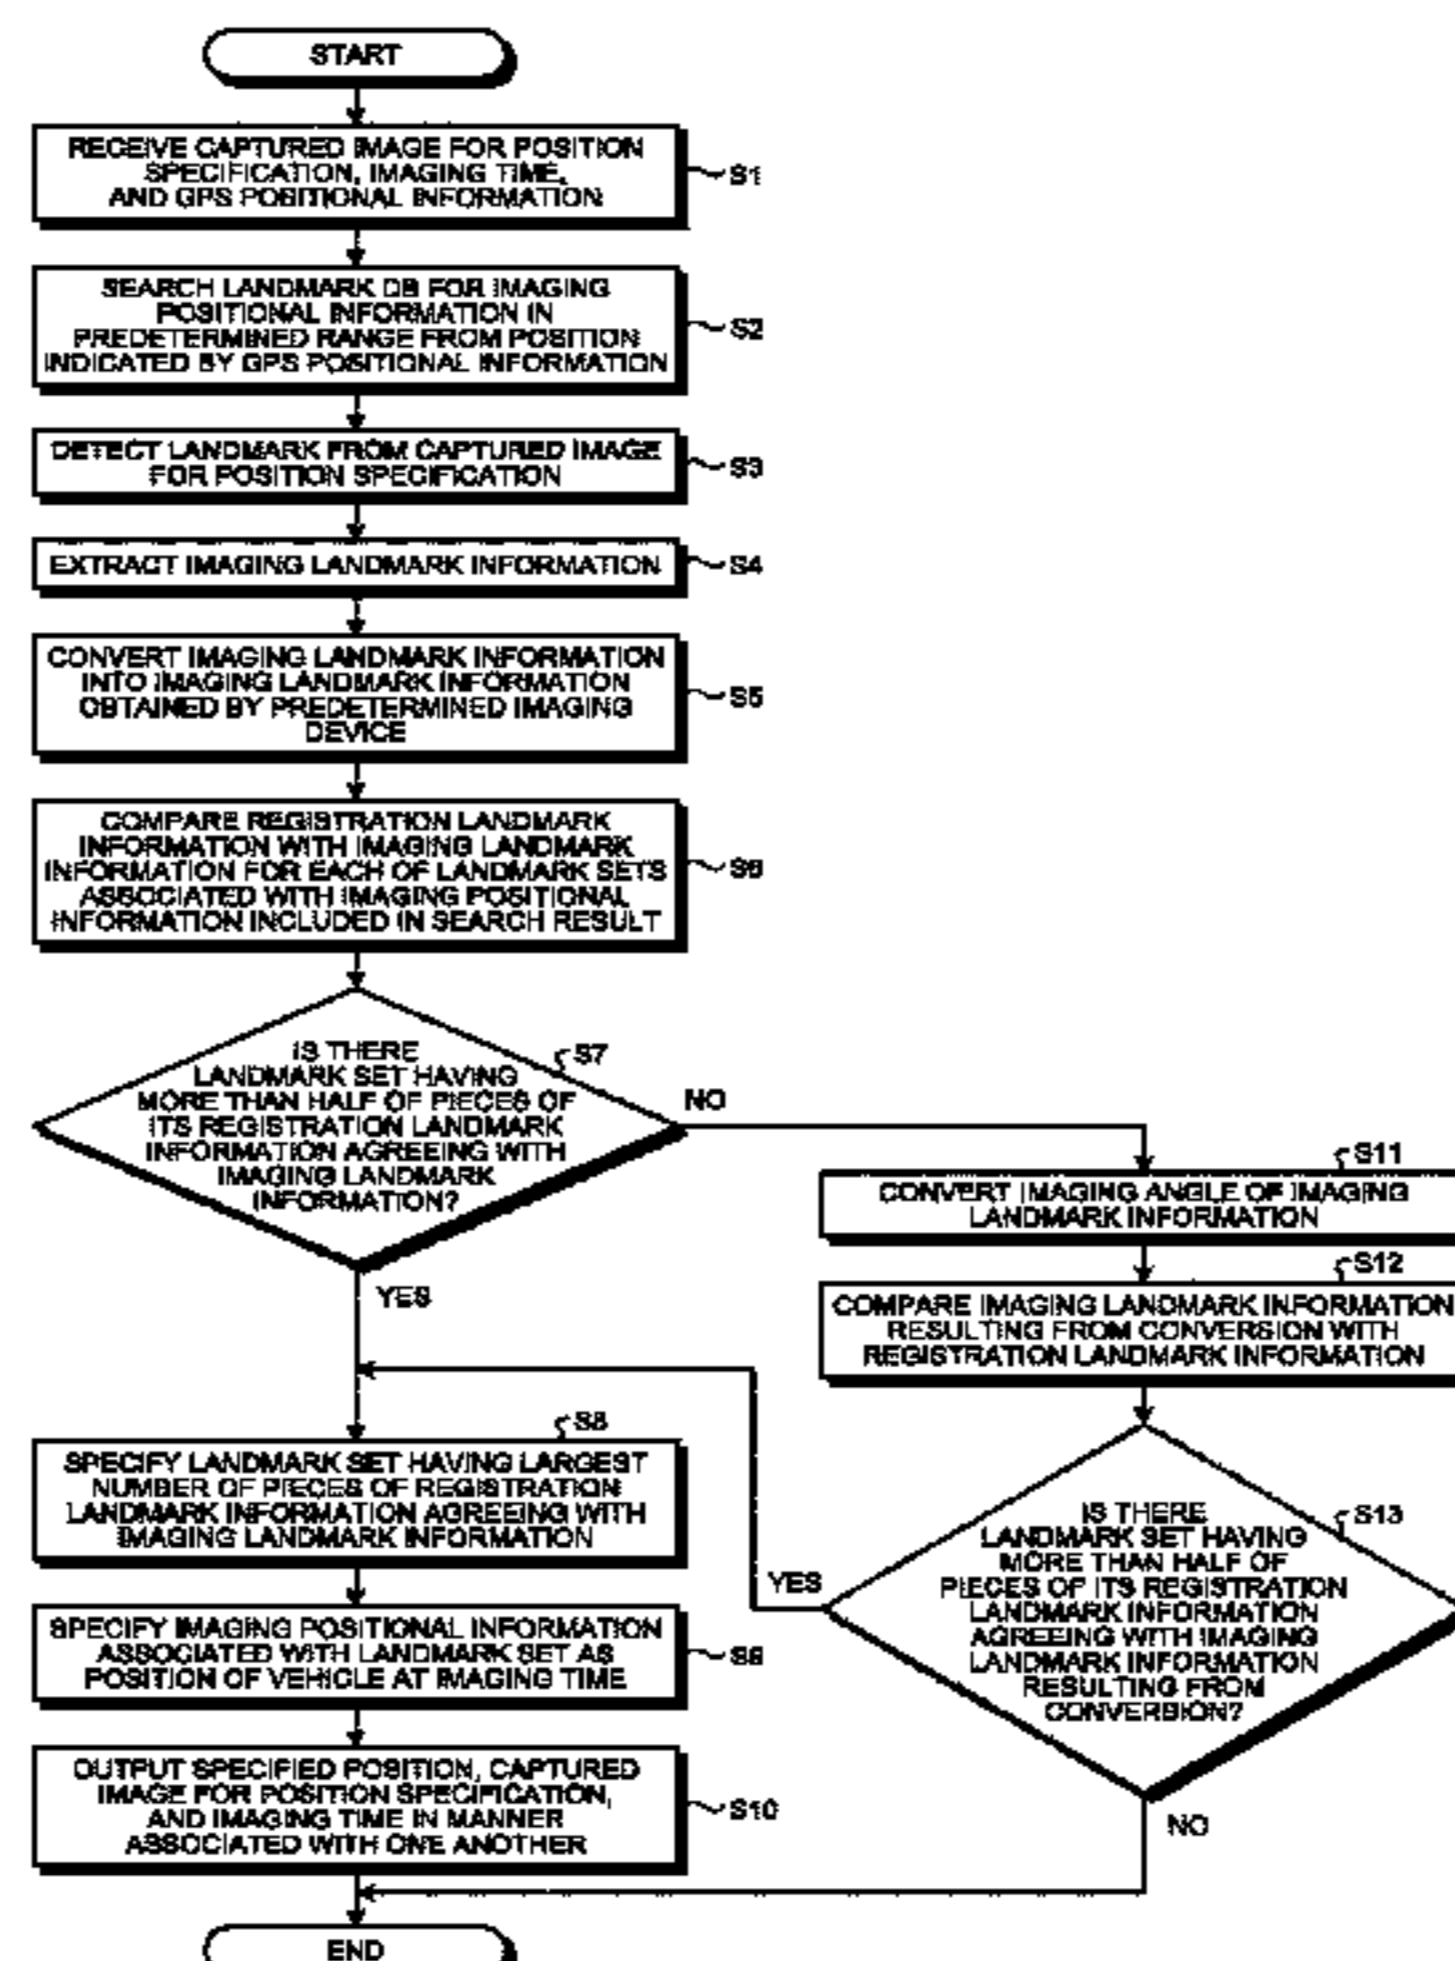 START
RECEIVE CAPTURED IMAGE FOR POSITION
SPECIFICATION, IMAGING TIME,
AND GPS POSITIONAL INFORMATION
S1
SEARCH LANDMARK DB FOR IMAGING
POSITIONAL INFORMATION IN
PREDETERMINED RANGE FROM POSITION
INDICATED BY GPS POSITIONAL INFORMATION
S2
DETECT LANDMARK FROM CAPTURED IMAGE
FOR POSITION SPECIFICATION
S3
EXTRACT IMAGING LANDMARK INFORMATION
S4
CONVERT IMAGING LANDMARK INFORMATION
INTO IMAGING LANDMARK INFORMATION
OBTAINED BY PREDETERMINED IMAGING
DEVICE
S5
COMPARE REGISTRATION LANDMARK
INFORMATION WITH IMAGING LANDMARK
INFORMATION FOR EACH OF LANDMARK SETS
ASSOCIATED WITH IMAGING POSITIONAL
INFORMATION INCLUDED IN SEARCH RESULT
S6
IS THERE
LANDMARK SET HAVING
MORE THAN HALF OF PIECES OF
ITS REGISTRATION LANDMARK
INFORMATION AGREEING WITH
IMAGING LANDMARK
INFORMATION?
S7
NO
YES
S11
CONVERT IMAGING ANGLE OF IMAGING
LANDMARK INFORMATION
S12
COMPARE IMAGING LANDMARK INFORMATION
RESULTING FROM CONVERSION WITH
REGISTRATION LANDMARK INFORMATION
S13
IS THERE
LANDMARK SET HAVING
MORE THAN HALF OF
PIECES OF ITS REGISTRATION
LANDMARK INFORMATION
AGREEING WITH IMAGING
LANDMARK INFORMATION
RESULTING FROM
CONVERSION?
YES
NO
S8
SPECIFY LANDMARK SET HAVING LARGEST
NUMBER OF PIECES OF REGISTRATION
LANDMARK INFORMATION AGREEING WITH
IMAGING LANDMARK INFORMATION
SPECIFY IMAGING POSITIONAL INFORMATION
ASSOCIATED WITH LANDMARK SET AS
POSITION OF VEHICLE AT IMAGING TIME
S9
OUTPUT SPECIFIED POSITION, CAPTURED
IMAGE FOR POSITION SPECIFICATION,
AND IMAGING TIME IN MANNER
ASSOCIATED WITH ONE ANOTHER
S10
END